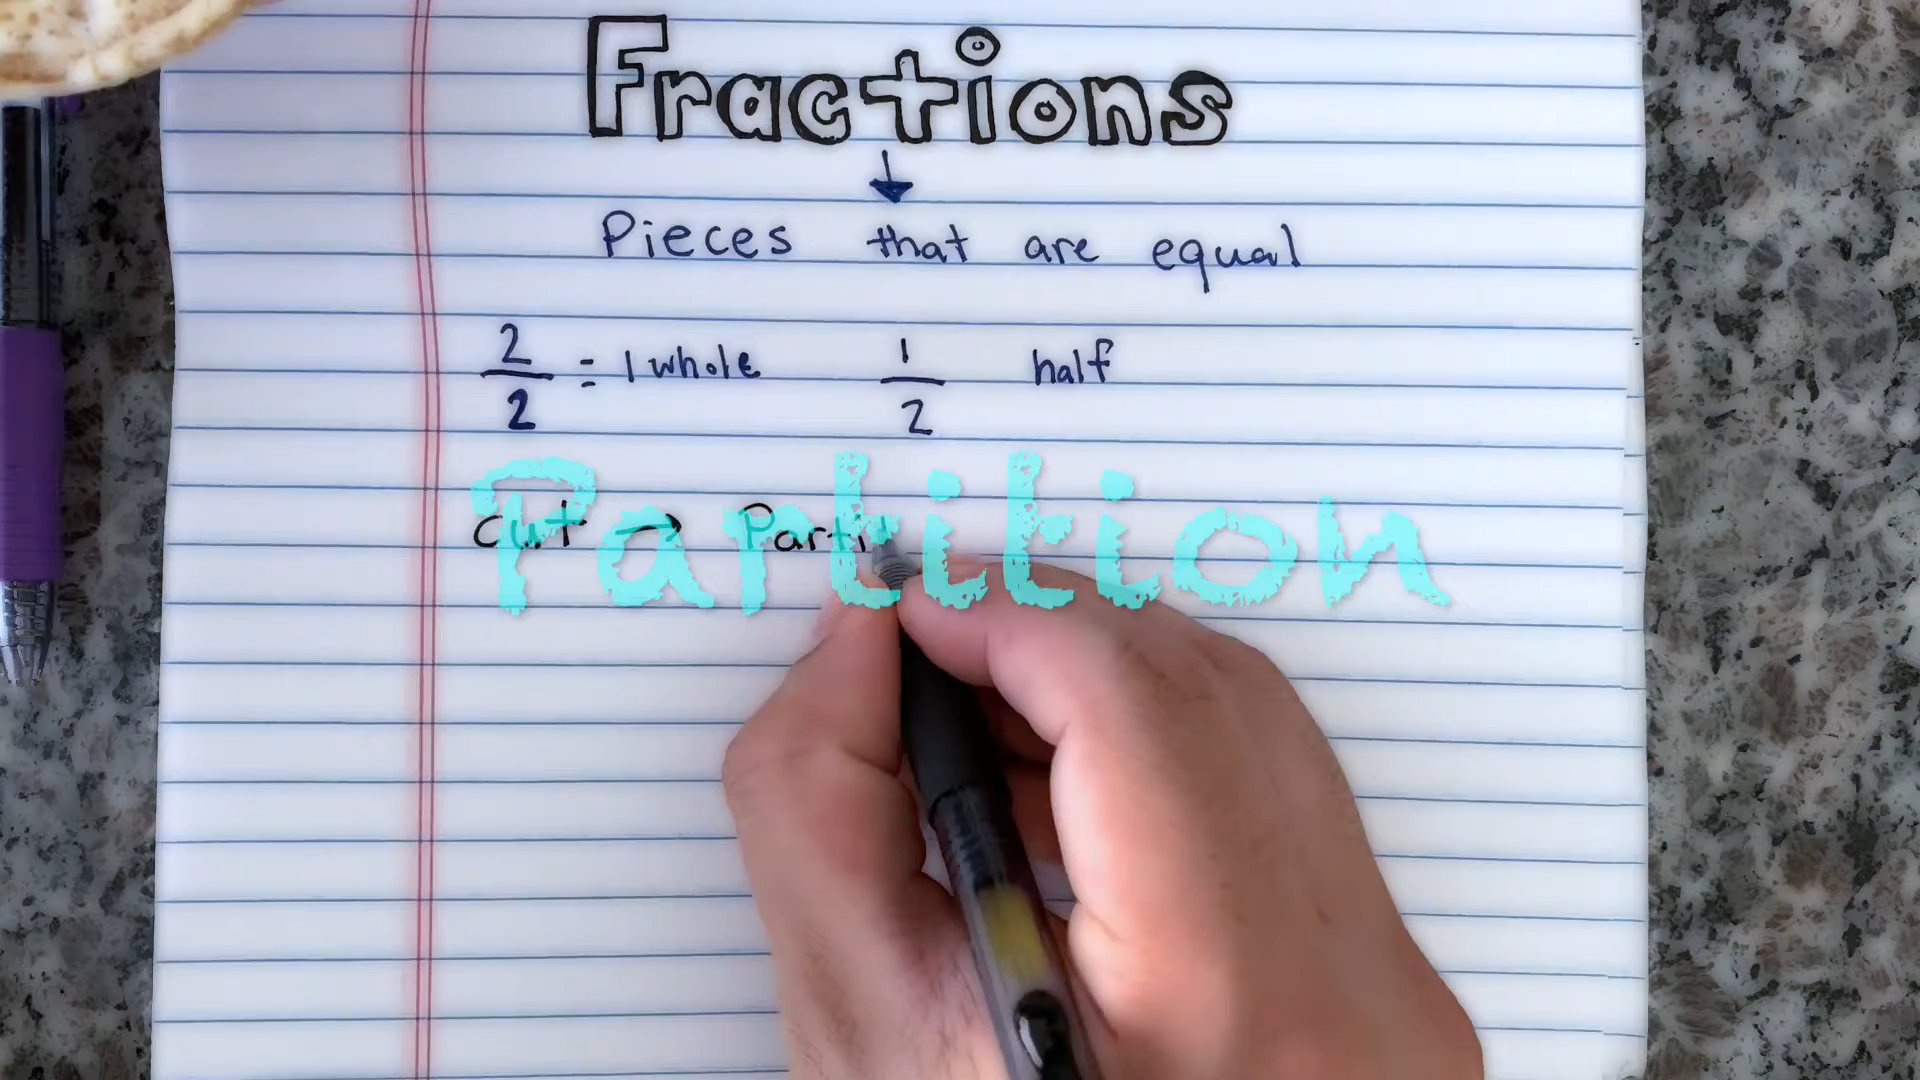 Fractions
Pieces that are equal
2/2 = 1 whole 1/2 half
Cut → Parti
Partition